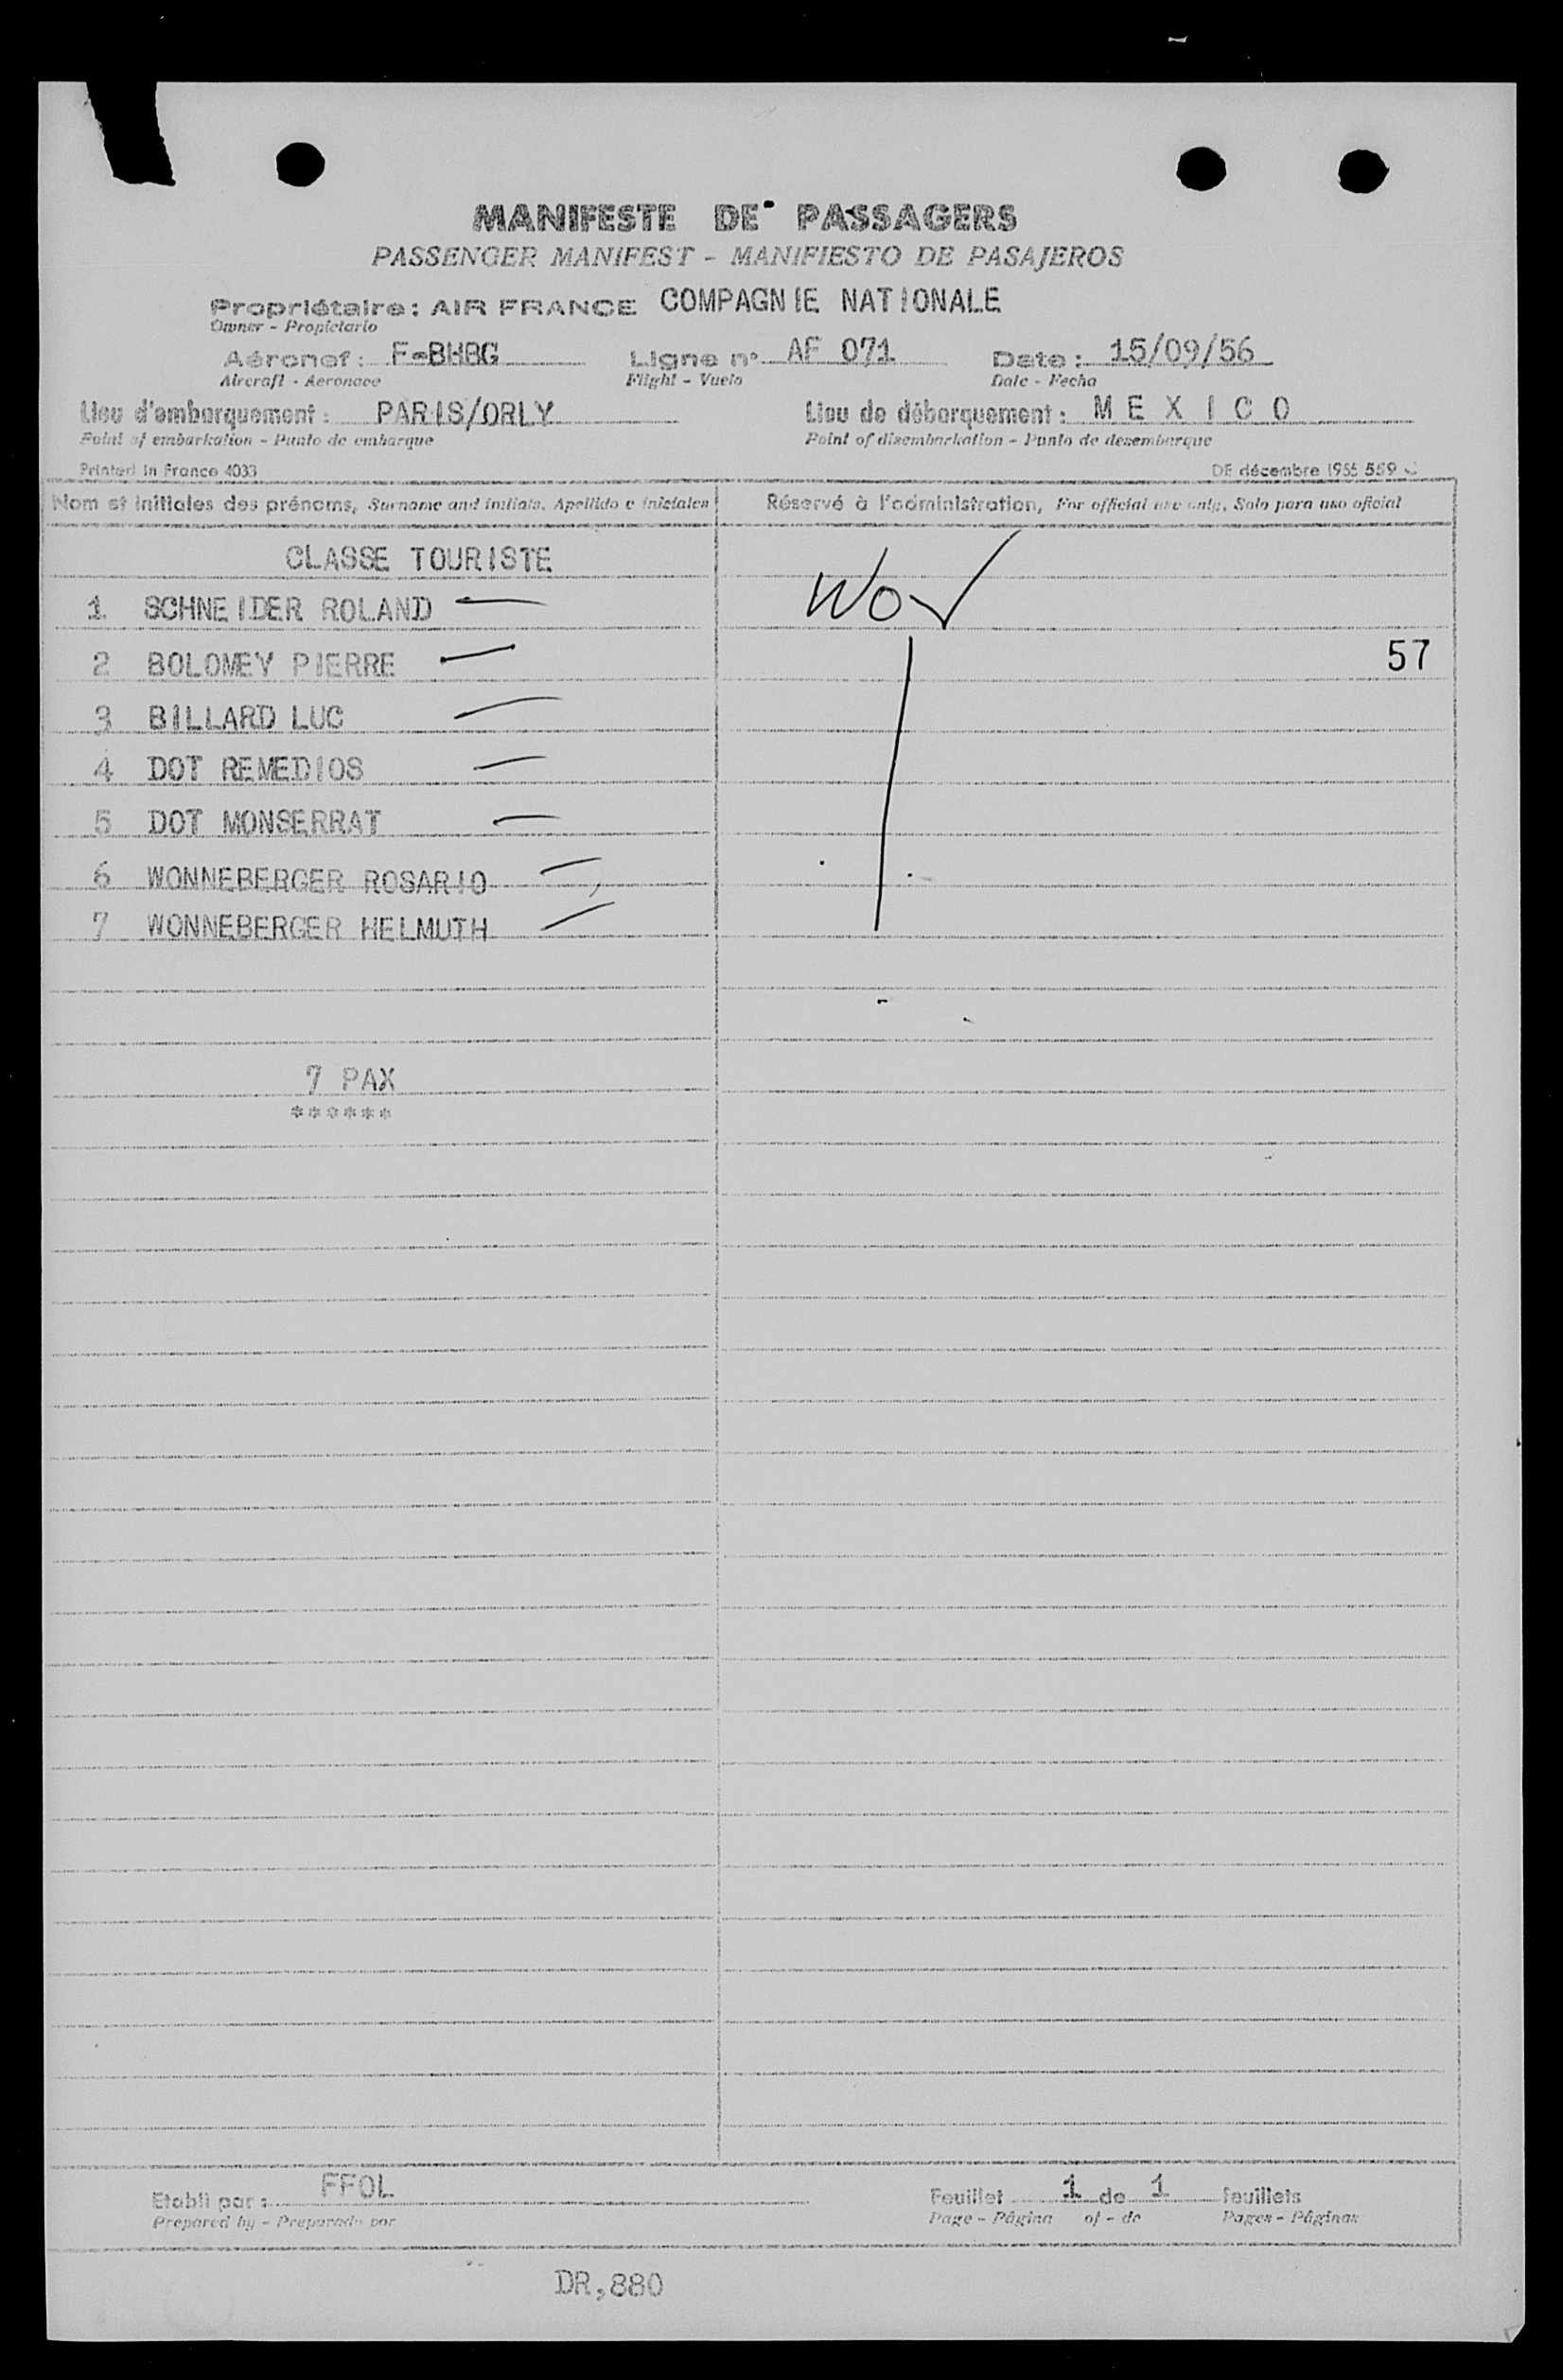 MANIFESTE DE PASSAGERS
PASSENGER MANIFEST - MANIFIESTO DE PASAJEROS
Propriétaire : AIR FRANCE COMPAGNIE NATIONALE
Owner - Propietario
Aéronef : F-BHBG Ligne n° AF 071 Date : 15/09/56
Aircraft - Aeronave Flight - Vuelo Date - Fecha
Lieu d'embarquement : PARIS/ORLY Lieu de débarquement : M E X I C O
Point of embarkation - Punto de embarque Point of disembarkation - Punto de desembarque
Printed in France 4033 DE décembre 1955 559
Nom et initiales des prénoms, Surname and initials, Apellido e iniciales Réservé à l'administration, For official use only, Solo para uso oficial
CLASSE TOURISTE
1 SCHNEIDER ROLAND — Wo ✓
2 BOLOMEY PIERRE — 57
3 BILLARD LUC —
4 DOT REMEDIOS —
5 DOT MONSERRAT —
6 WONNEBERGER ROSARIO —
7 WONNEBERGER HELMUTH —
7 PAX
******
Etabli par : FFOL Feuillet 1 de 1 feuillets
Prepared by - Preparado por Page - Página of - de Pages - Páginas
DR,880